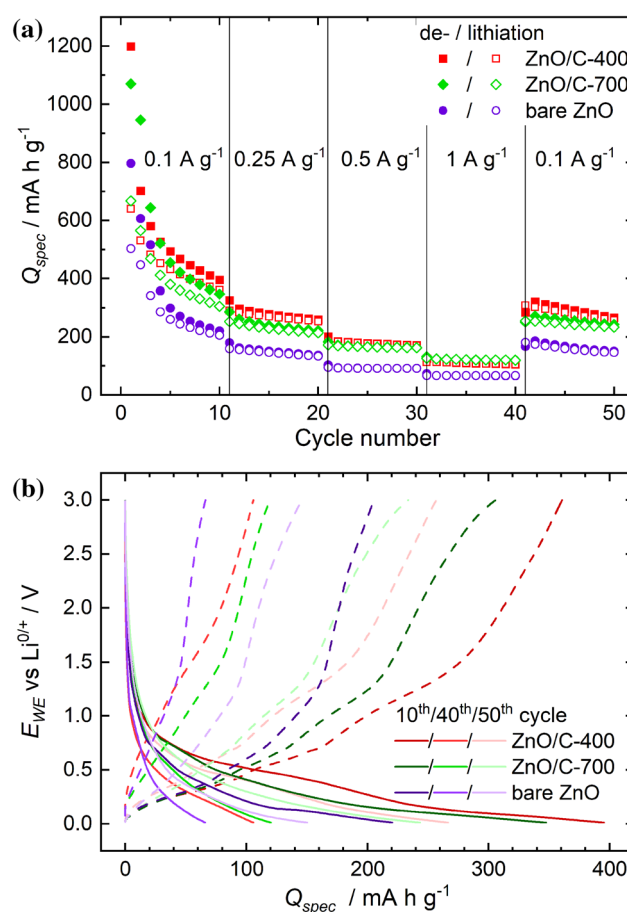 (a)
de- / lithiation
/ ZnO/C-400
/ ZnO/C-700
/ bare ZnO
0.1 A g⁻¹ 0.25 A g⁻¹ 0.5 A g⁻¹ 1 A g⁻¹ 0.1 A g⁻¹
Q_spec / mA h g⁻¹
1200
1000
800
600
400
200
0
0 10 20 30 40 50
Cycle number
(b)
E_WE vs Li⁰/⁺ / V
3.0
2.5
2.0
1.5
1.0
0.5
0.0
10ᵗʰ/40ᵗʰ/50ᵗʰ cycle
/ / ZnO/C-400
/ / ZnO/C-700
/ / bare ZnO
0 100 200 300 400
Q_spec / mA h g⁻¹